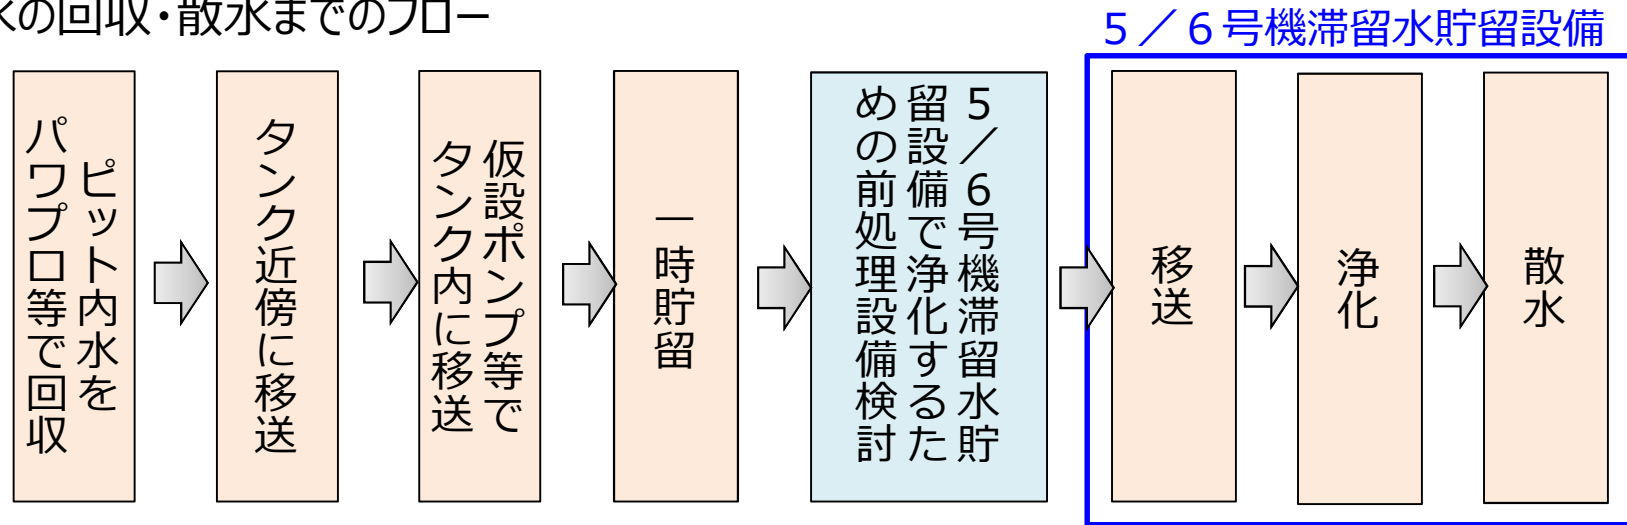 の回収・散水までのフロー
5／6号機滞留水貯留設備
ピット内水を
パワプロ等で回収
タンク近傍に移送
仮設ポンプ等で
タンク内に移送
一時貯留
5／6号機滞留水貯
留設備で浄化するた
めの前処理設備検討
移送
浄化
散水